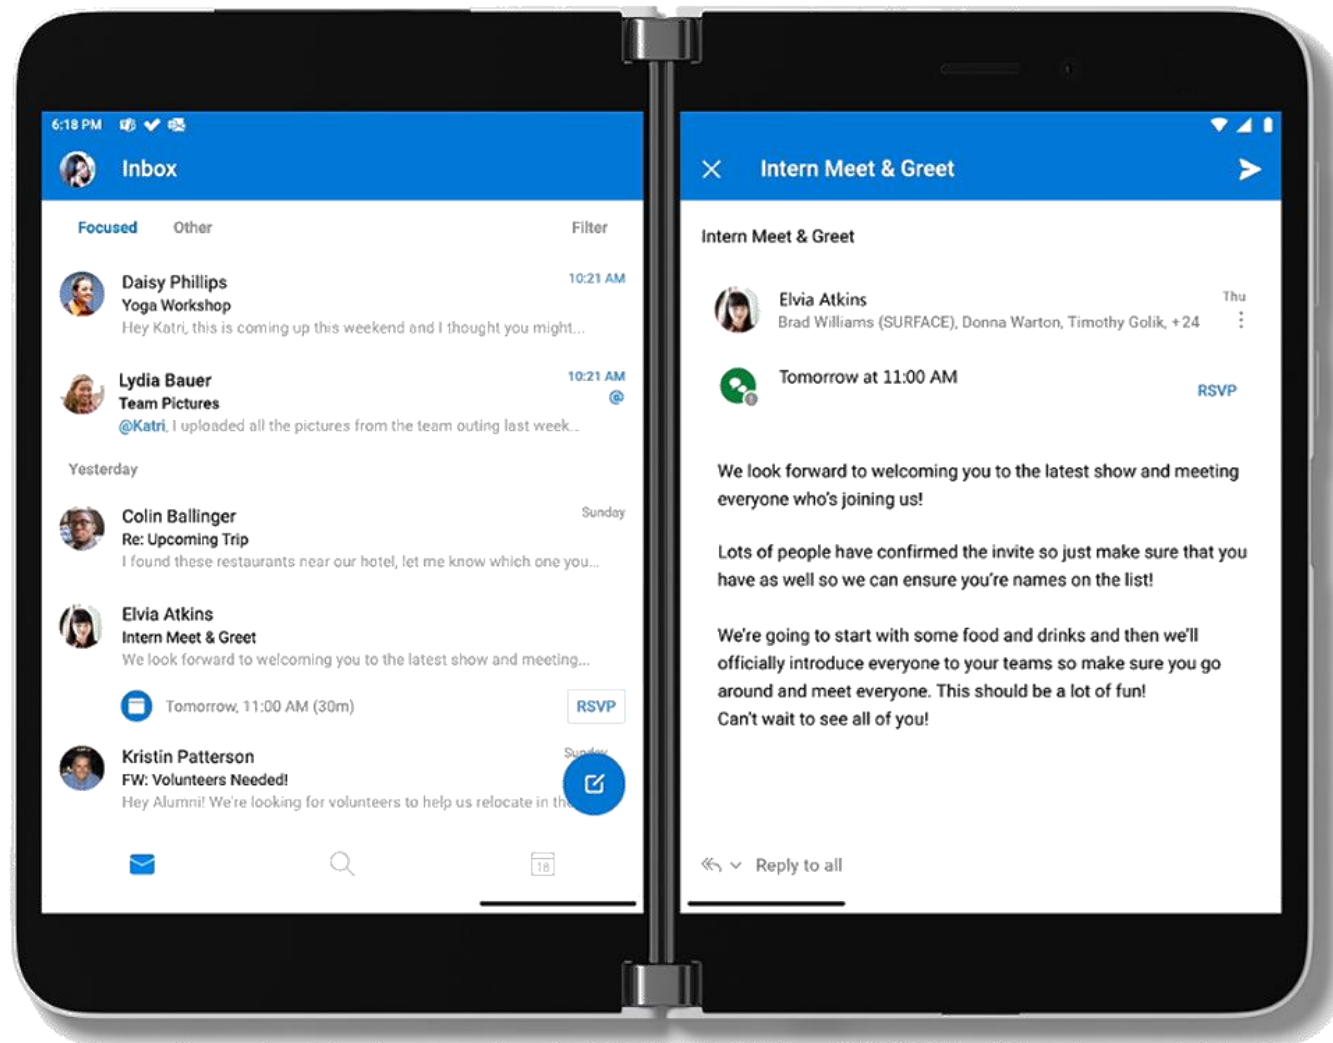 6:18 PM
Inbox
Focused Other Filter
Daisy Phillips 10:21 AM
Yoga Workshop
Hey Katri, this is coming up this weekend and I thought you might...
Lydia Bauer 10:21 AM
Team Pictures @
@Katri, I uploaded all the pictures from the team outing last week...
Yesterday
Colin Ballinger Sunday
Re: Upcoming Trip
I found these restaurants near our hotel, let me know which one you...
Elvia Atkins
Intern Meet & Greet
We look forward to welcoming you to the latest show and meeting...
Tomorrow, 11:00 AM (30m) RSVP
Kristin Patterson Sunday
FW: Volunteers Needed!
Hey Alumni! We're looking for volunteers to help us relocate in
18
Intern Meet & Greet
Intern Meet & Greet
Elvia Atkins Thu
Brad Williams (SURFACE), Donna Warton, Timothy Golik, +24
Tomorrow at 11:00 AM
RSVP
We look forward to welcoming you to the latest show and meeting
everyone who's joining us!
Lots of people have confirmed the invite so just make sure that you
have as well so we can ensure you're names on the list!
We're going to start with some food and drinks and then we'll
officially introduce everyone to your teams so make sure you go
around and meet everyone. This should be a lot of fun!
Can't wait to see all of you!
Reply to all